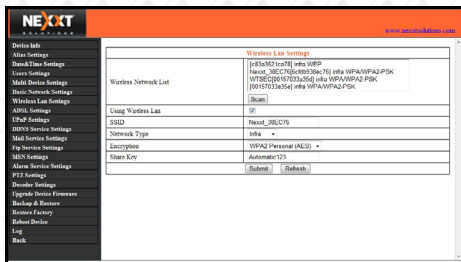 NEXXT
SOLUTIONS
www.nexxtsolutions.com
Device Info
Alias Settings
Date&Time Settings
Users Settings
Multi-Device Settings
Basic Network Settings
Wireless Lan Settings
ADSL Settings
UPnP Settings
DDNS Service Settings
Mail Service Settings
Ftp Service Settings
MSN Settings
Alarm Service Settings
PTZ Settings
Decoder Settings
Upgrade Device Firmware
Backup & Restore
Restore Factory
Reboot Device
Log
Back
Wireless Lan Settings
Wireless Network List
[c83a3521ca78] infra WEP
Nexxt_38EC76[6cfdb938ec76] infra WPA/WPA2-PSK
WTSEC[00157033a35d] infra WPA/WPA2-PSK
[00157033a35e] infra WPA/WPA2-PSK
Scan
Using Wireless Lan
SSID Nexxt_38EC76
Network Type Infra
Encryption WPA2 Personal (AES)
Share Key Automatic123
Submit Refresh